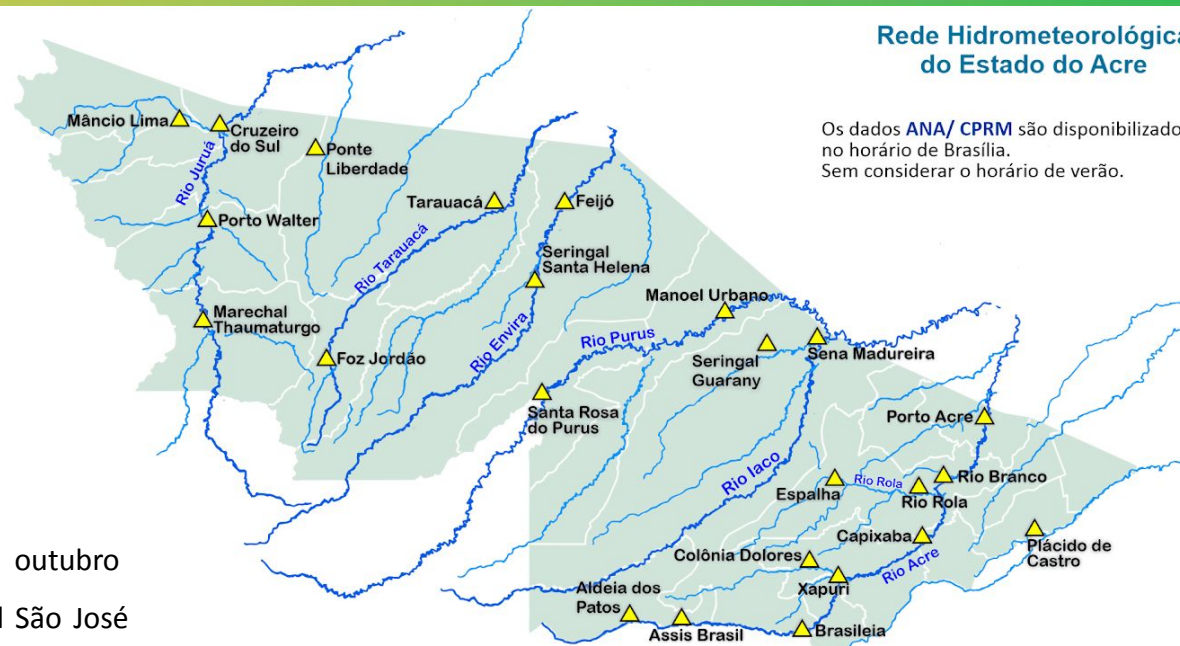 Rede Hidrometeorológica
do Estado do Acre
Os dados ANA/ CPRM são disponibilizado
no horário de Brasília.
Sem considerar o horário de verão.
Mâncio Lima
Cruzeiro
do Sul
Ponte
Liberdade
Rio Juruá
Porto Walter
Tarauacá
Feijó
Rio Tarauacá
Seringal
Santa Helena
Marechal
Thaumaturgo
Foz Jordão
Rio Envira
Manoel Urbano
Rio Purus
Seringal
Guarany
Sena Madureira
Santa Rosa
do Purus
Porto Acre
Rio Iaco
Espalha
Rio Rola
Rio Rola
Rio Branco
Capixaba
Plácido de
Castro
Colônia Dolores
Rio Acre
Xapuri
Aldeia dos
Patos
Assis Brasil
Brasileia
outubro
São José